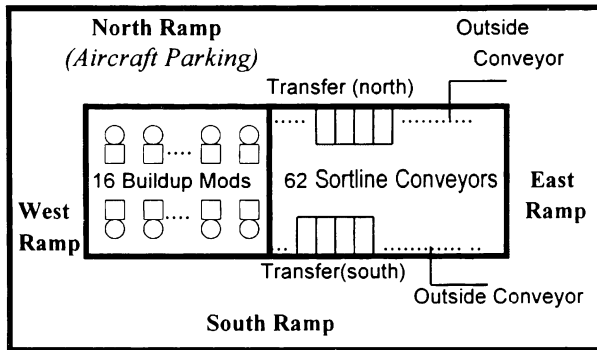 North Ramp
(Aircraft Parking)
Outside
Conveyor
Transfer (north)
16 Buildup Mods
62 Sortline Conveyors
West
Ramp
East
Ramp
Transfer(south)
Outside Conveyor
South Ramp